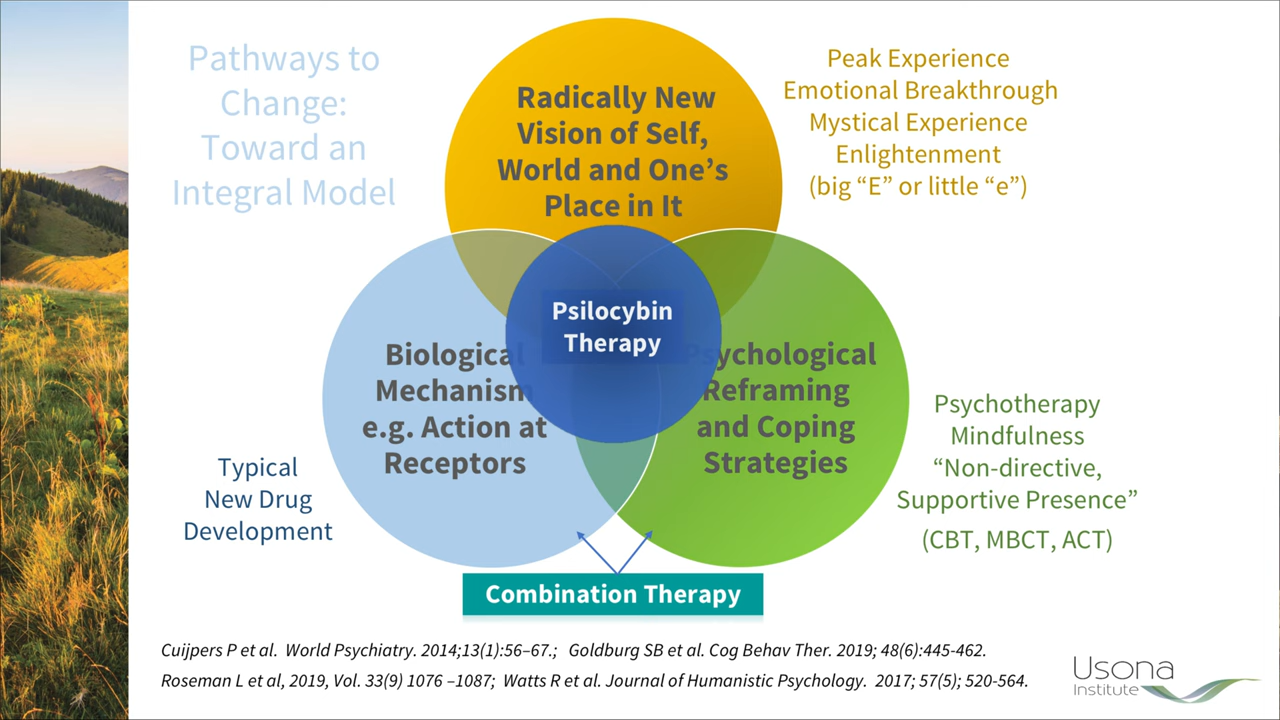 Pathways to
Change:
Toward an
Integral Model
Radically New
Vision of Self,
World and One’s
Place in It
Peak Experience
Emotional Breakthrough
Mystical Experience
Enlightenment
(big “E” or little “e”)
Psilocybin
Therapy
Biological
Mechanism
e.g. Action at
Receptors
Psychological
Reframing
and Coping
Strategies
Typical
New Drug
Development
Psychotherapy
Mindfulness
“Non-directive,
Supportive Presence”
(CBT, MBCT, ACT)
Combination Therapy
Cuijpers P et al. World Psychiatry. 2014;13(1):56–67.; Goldburg SB et al. Cog Behav Ther. 2019; 48(6):445-462.
Roseman L et al, 2019, Vol. 33(9) 1076 –1087; Watts R et al. Journal of Humanistic Psychology. 2017; 57(5); 520-564.
Usona
Institute